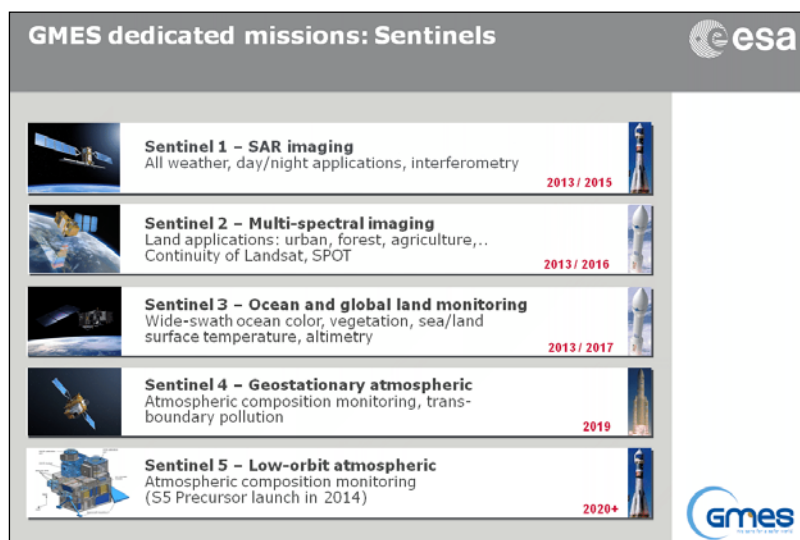 GMES dedicated missions: Sentinels
esa
Sentinel 1 – SAR imaging
All weather, day/night applications, interferometry
2013 / 2015
Sentinel 2 – Multi-spectral imaging
Land applications: urban, forest, agriculture,..
Continuity of Landsat, SPOT
2013 / 2016
Sentinel 3 – Ocean and global land monitoring
Wide-swath ocean color, vegetation, sea/land
surface temperature, altimetry
2013 / 2017
Sentinel 4 – Geostationary atmospheric
Atmospheric composition monitoring, trans-
boundary pollution
2019
Sentinel 5 – Low-orbit atmospheric
Atmospheric composition monitoring
(S5 Precursor launch in 2014)
2020+
Gmes